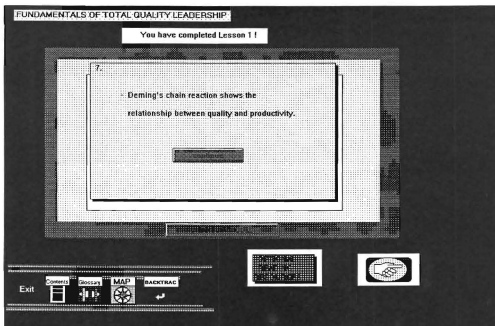 FUNDAMENTALS OF TOTAL QUALITY LEADERSHIP
You have completed Lesson 1 !
7.
- Deming's chain reaction shows the
relationship between quality and productivity.
Exit
Contents
Glossary
MAP
BACKTRAC